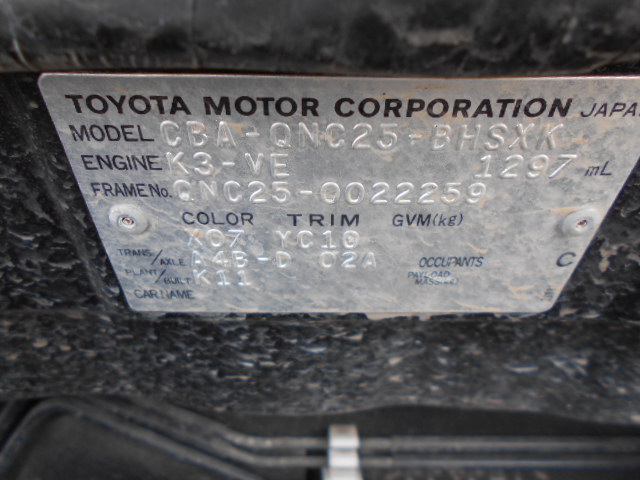 TOYOTA MOTOR CORPORATION JAPAN
MODEL CBA-QNC25-BHSXK
ENGINE K3-VE 1297 mL
FRAME No. QNC25-0022259
COLOR TRIM GVM(kg)
X07 YC10
TRANS/AXLE A4B-D 02A OCCUPANTS C
PLANT/BUILT K11 PAYLOAD MASS(kg)
CAR NAME